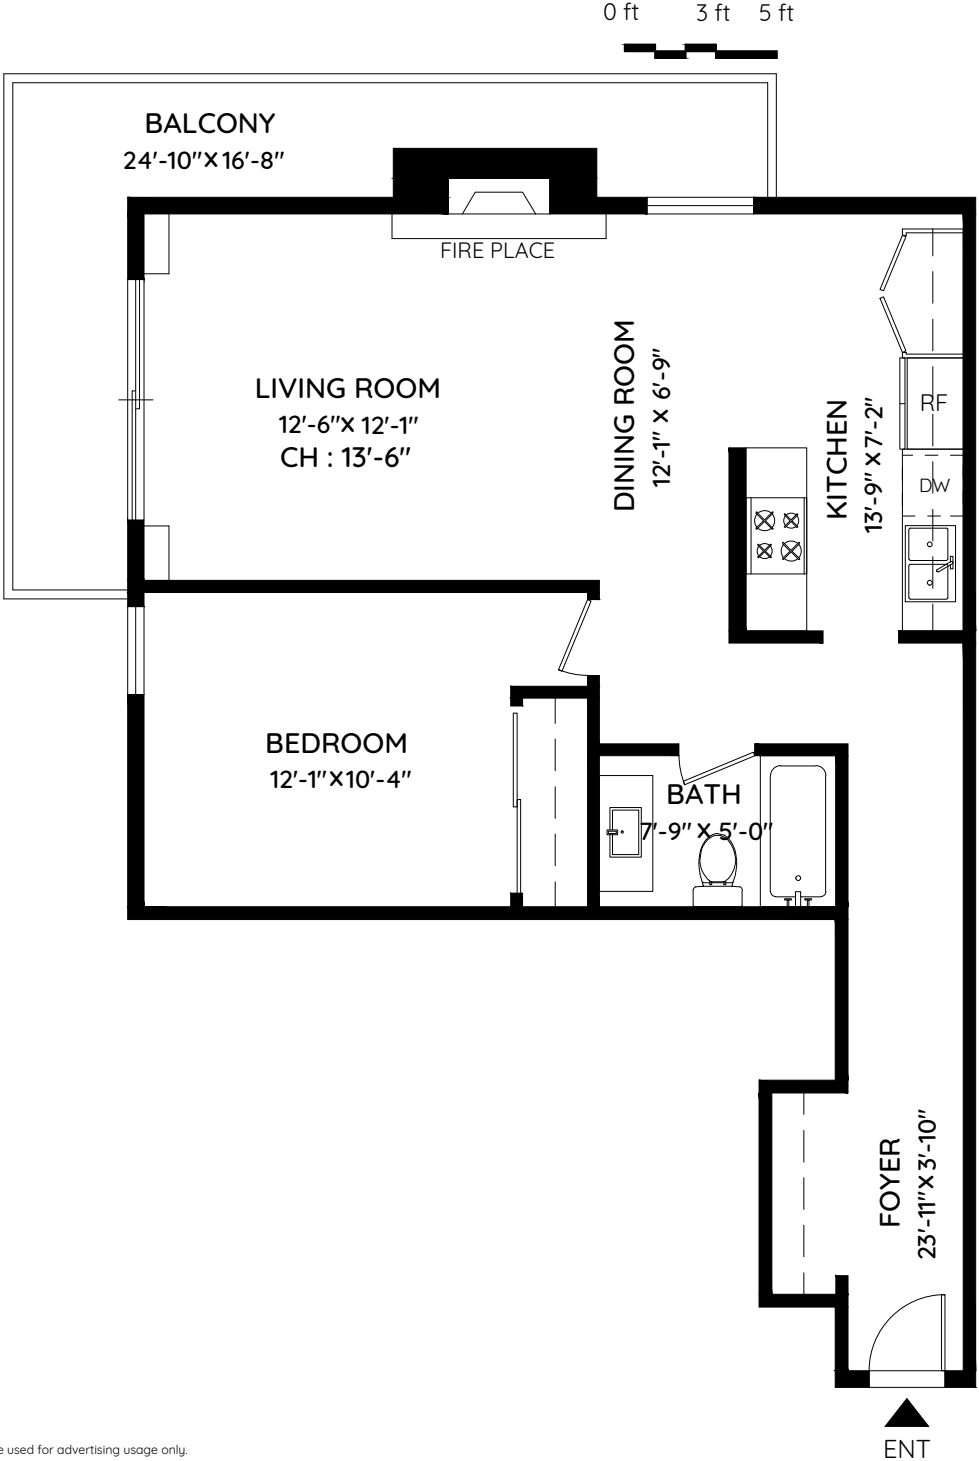 0 ft 3 ft 5 ft
BALCONY
24'-10"X 16'-8"
FIRE PLACE
LIVING ROOM
12'-6"X 12'-1"
CH : 13'-6"
DINING ROOM
12'-1" X 6'-9"
KITCHEN
13'-9" X 7'-2"
RF
DW
BEDROOM
12'-1"X10'-4"
BATH
7'-9" X 5'-0"
FOYER
23'-11"X 3'-10"
ENT
used for advertising usage only.